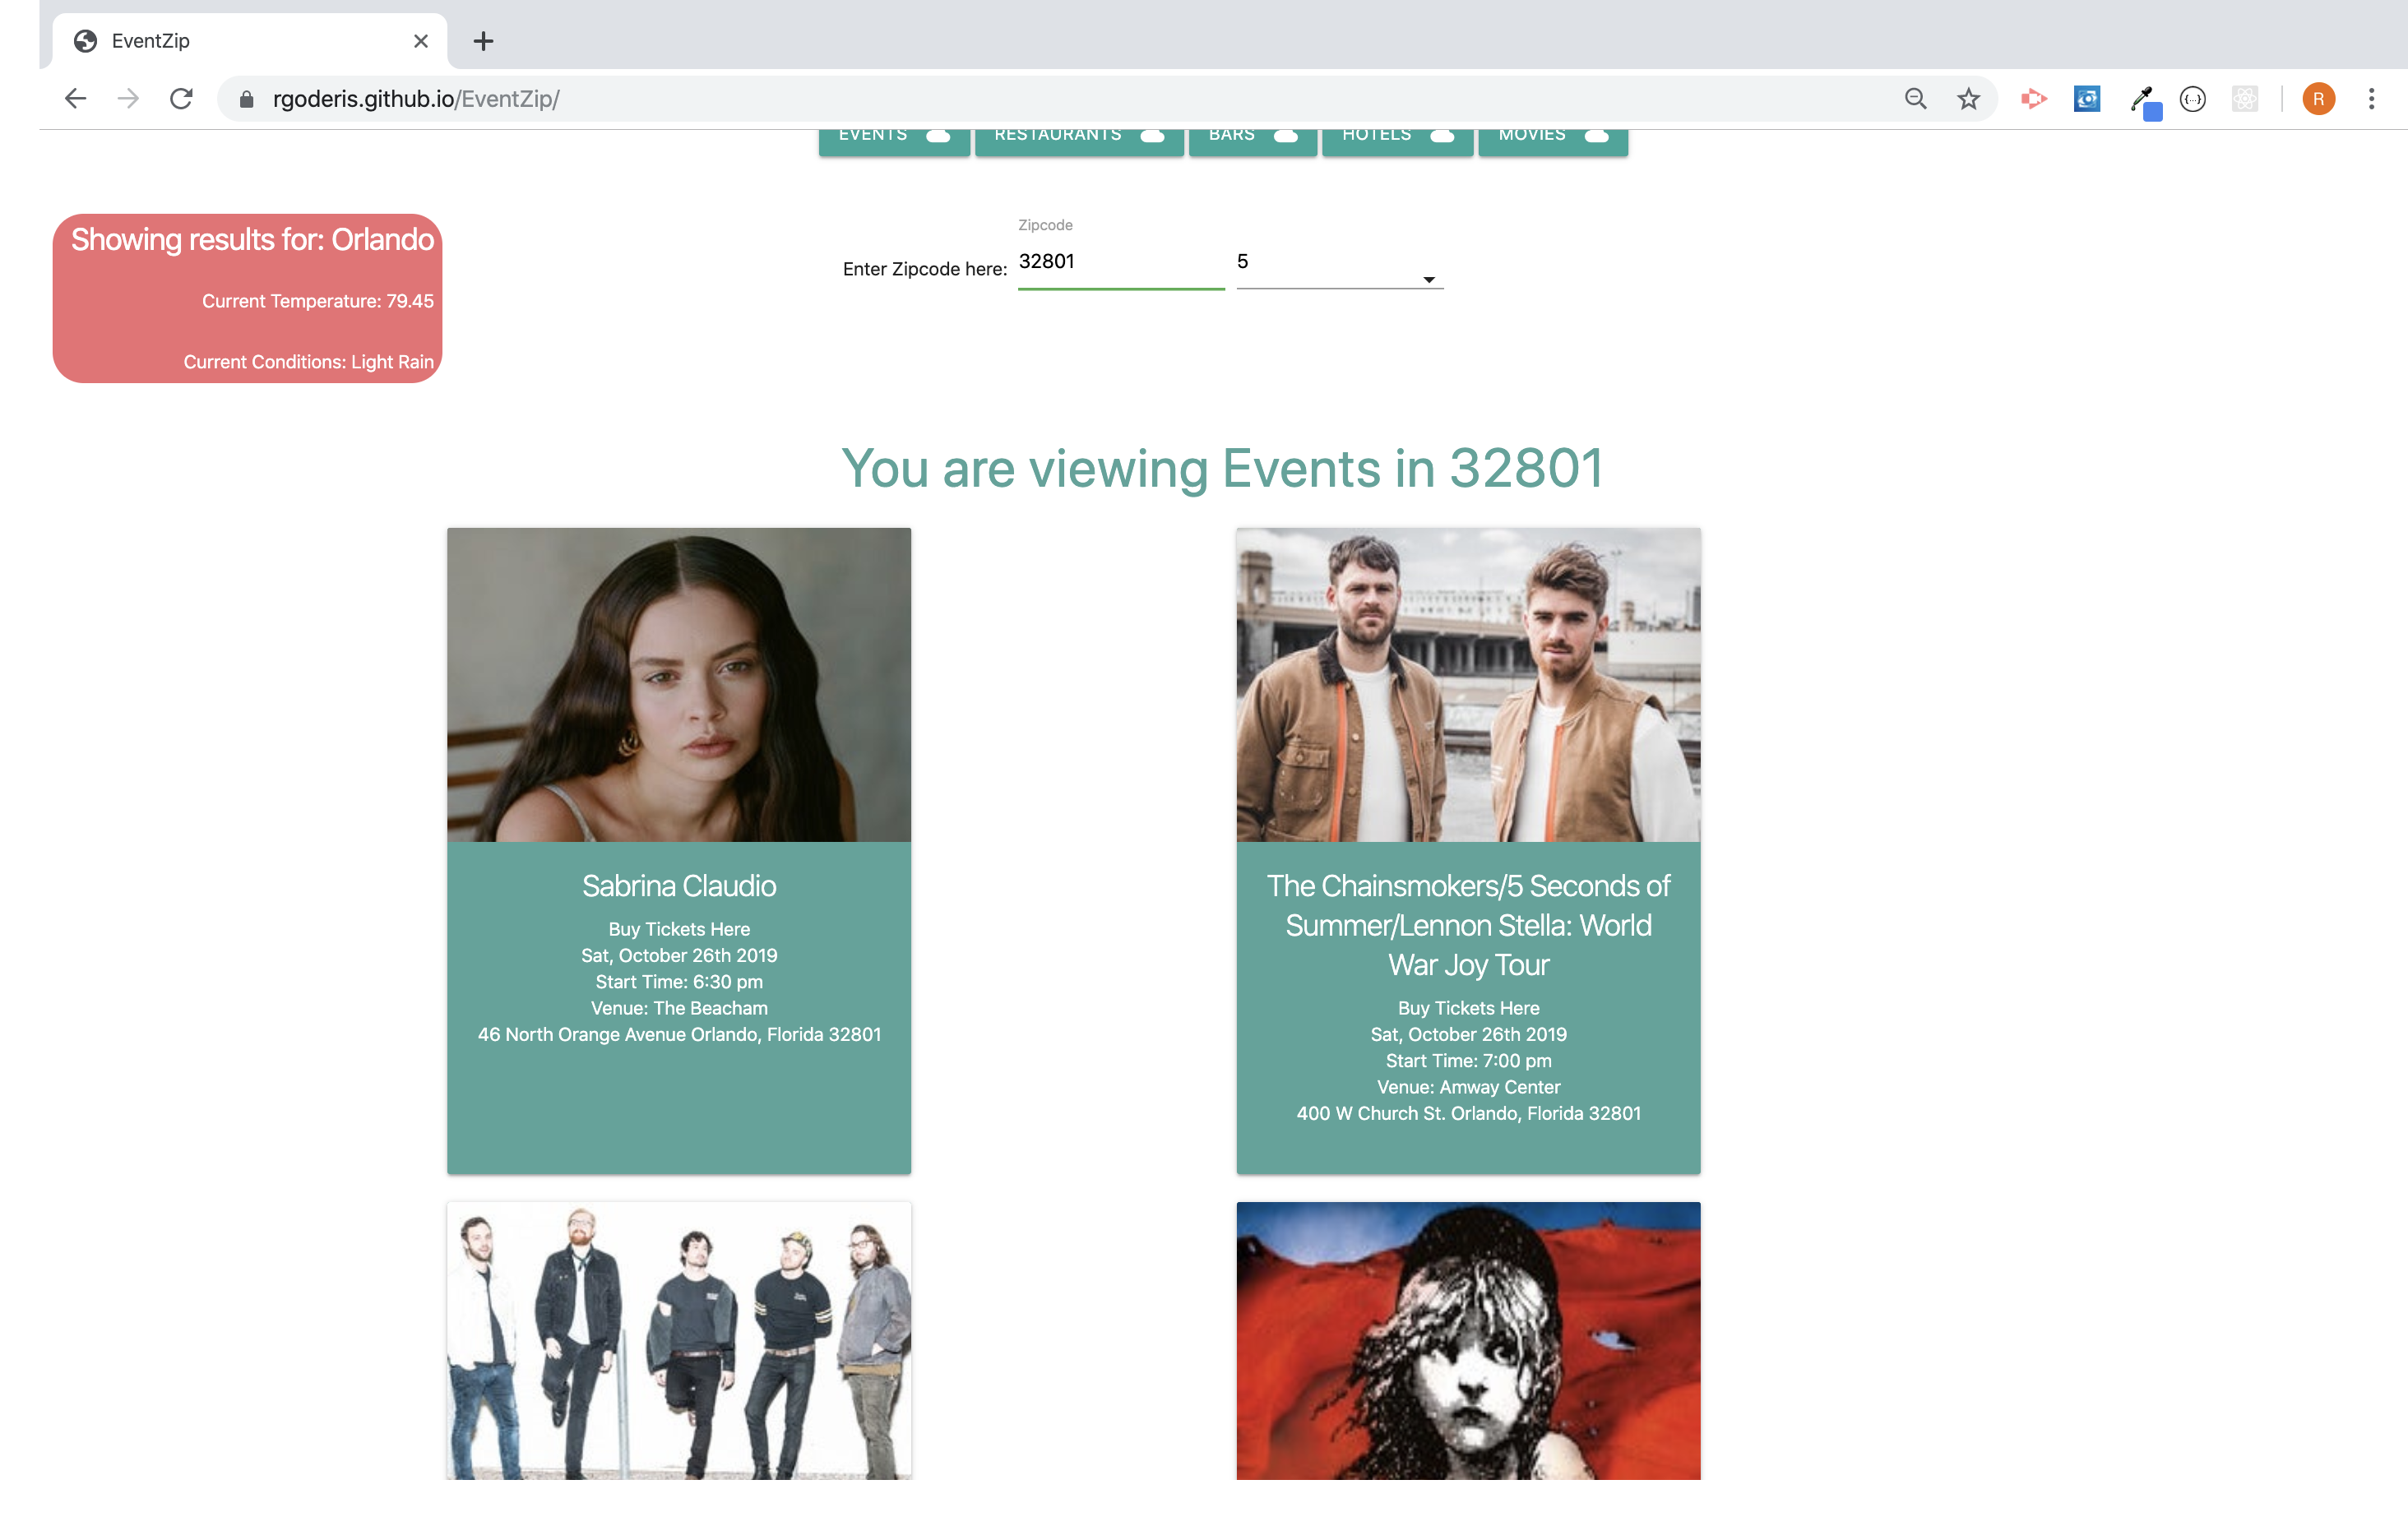 EventZip
rgoderis.github.io/EventZip/
R
EVENTS RESTAURANTS BARS HOTELS MOVIES
Showing results for: Orlando
Current Temperature: 79.45
Current Conditions: Light Rain
Zipcode
Enter Zipcode here: 32801 5
You are viewing Events in 32801
Sabrina Claudio
Buy Tickets Here
Sat, October 26th 2019
Start Time: 6:30 pm
Venue: The Beacham
46 North Orange Avenue Orlando, Florida 32801
The Chainsmokers/5 Seconds of
Summer/Lennon Stella: World
War Joy Tour
Buy Tickets Here
Sat, October 26th 2019
Start Time: 7:00 pm
Venue: Amway Center
400 W Church St. Orlando, Florida 32801